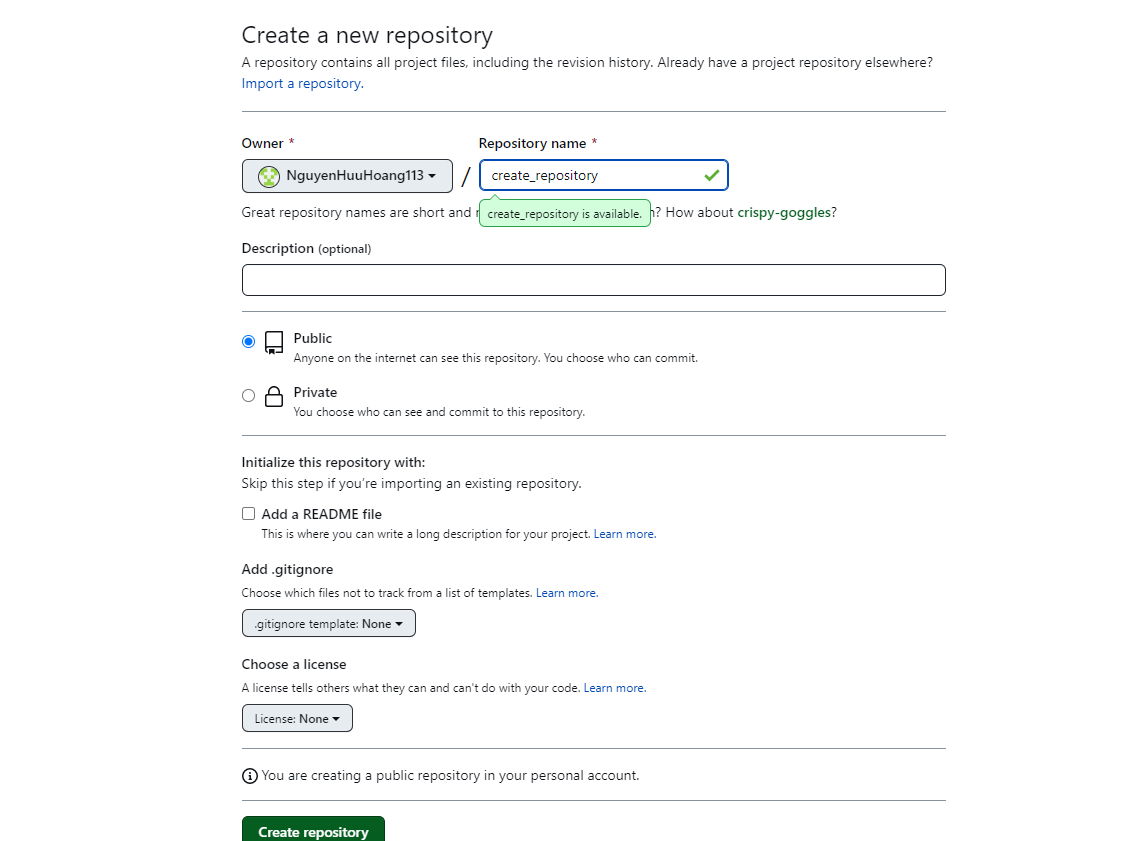 Create a new repository
A repository contains all project files, including the revision history. Already have a project repository elsewhere?
Import a repository.
Owner *
Repository name *
NguyenHuuHoang113
/
create_repository
Great repository names are short and
create_repository is available.
? How about crispy-goggles?
Description (optional)
Public
Anyone on the internet can see this repository. You choose who can commit.
Private
You choose who can see and commit to this repository.
Initialize this repository with:
Skip this step if you’re importing an existing repository.
Add a README file
This is where you can write a long description for your project. Learn more.
Add .gitignore
Choose which files not to track from a list of templates. Learn more.
.gitignore template: None
Choose a license
A license tells others what they can and can't do with your code. Learn more.
License: None
You are creating a public repository in your personal account.
Create repository